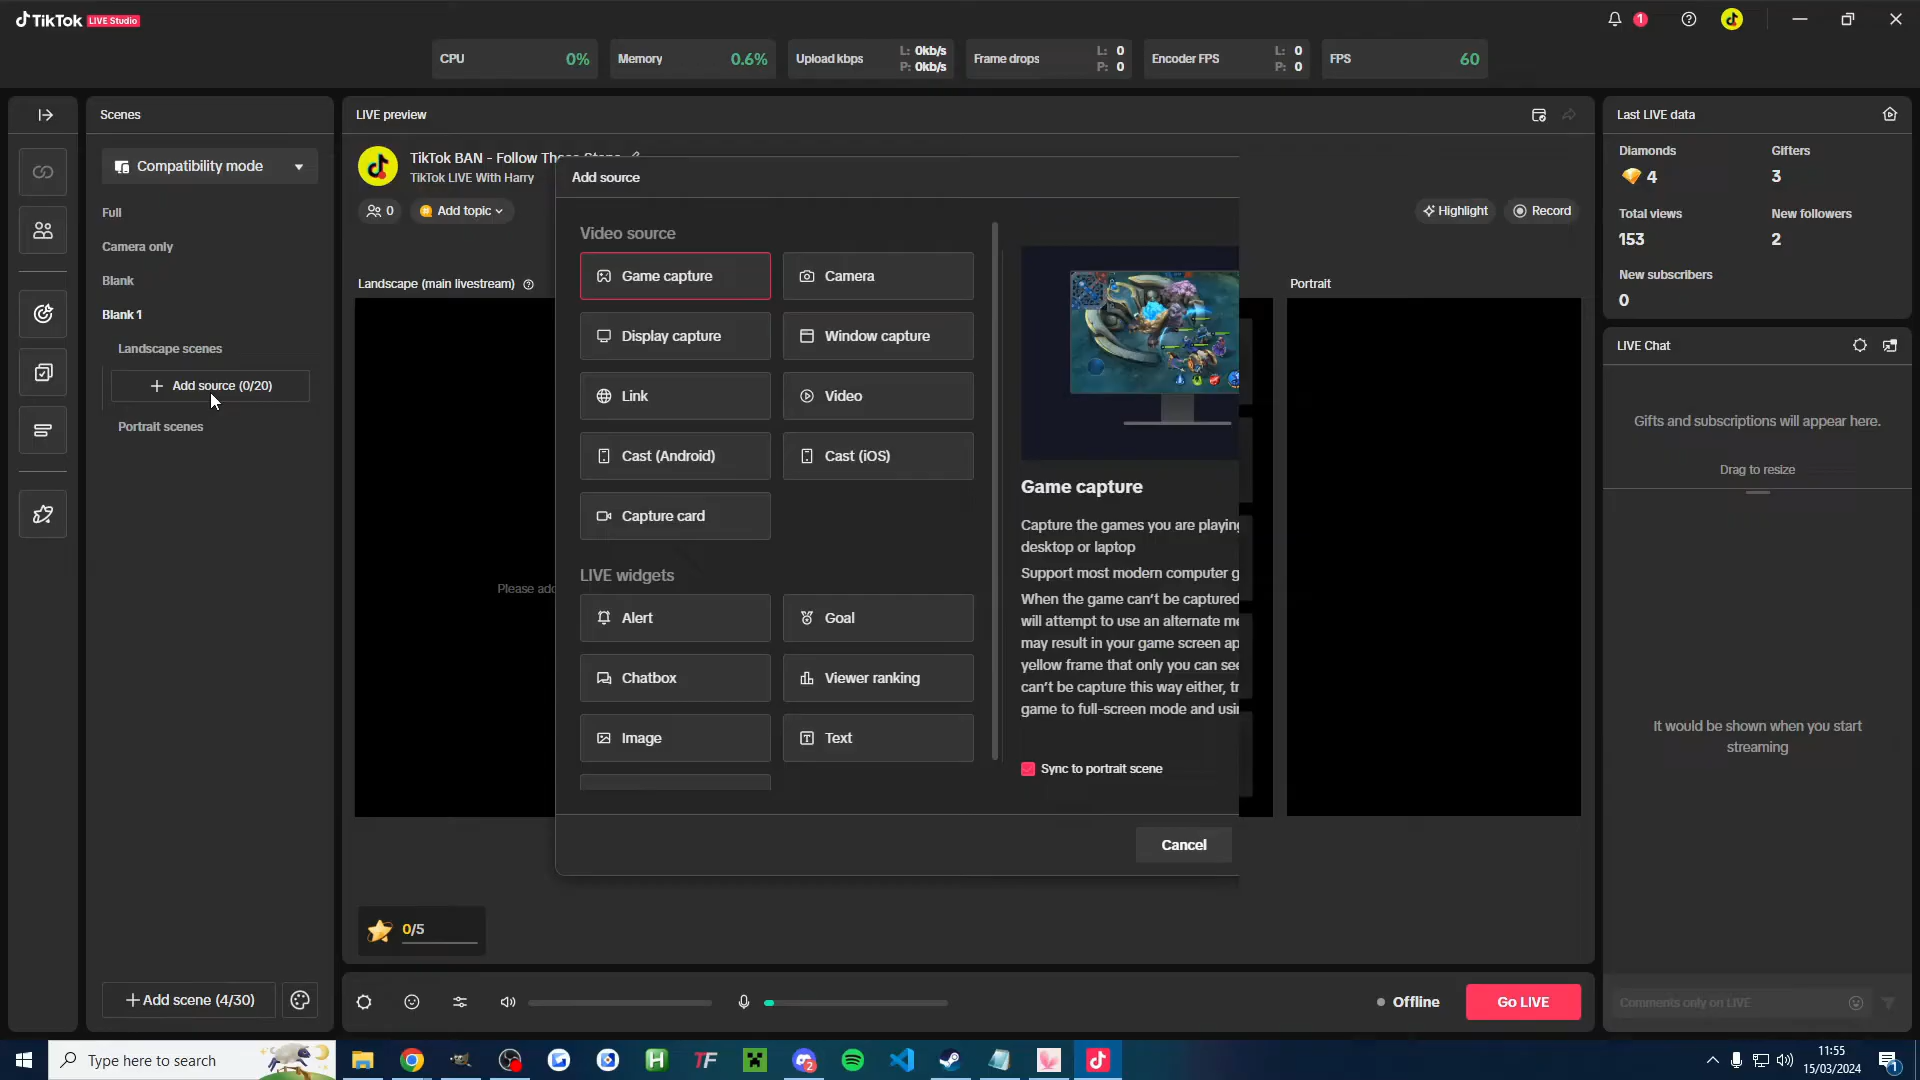 TikTok LIVE Studio
1
CPU 0%
Memory 0.6%
Upload kbps L: 0kb/s P: 0kb/s
Frame drops L: 0 P: 0
Encoder FPS L: 0 P: 0
FPS 60
Scenes
Compatibility mode
Full
Camera only
Blank
Blank 1
Landscape scenes
Add source (0/20)
Portrait scenes
Add scene (4/30)
LIVE preview
TikTok BAN - Follow
TikTok LIVE With Harry
0
Add topic
Highlight
Record
Landscape (main livestream)
Portrait
Please
Add source
Video source
Game capture
Camera
Display capture
Window capture
Link
Video
Cast (Android)
Cast (iOS)
Capture card
LIVE widgets
Alert
Goal
Chatbox
Viewer ranking
Image
Text
Game capture
Capture the games you are playing
desktop or laptop
Support most modern computer g
When the game can't be captured
will attempt to use an alternate me
may result in your game screen ap
yellow frame that only you can see
can't be capture this way either, tr
game to full-screen mode and usin
Sync to portrait scene
Cancel
0/5
Offline
Go LIVE
Last LIVE data
Diamonds
4
Gifters
3
Total views
153
New followers
2
New subscribers
0
LIVE Chat
Gifts and subscriptions will appear here.
Drag to resize
It would be shown when you start
streaming
Comments only on LIVE
Type here to search
H
TF
2
11:55
15/03/2024
1